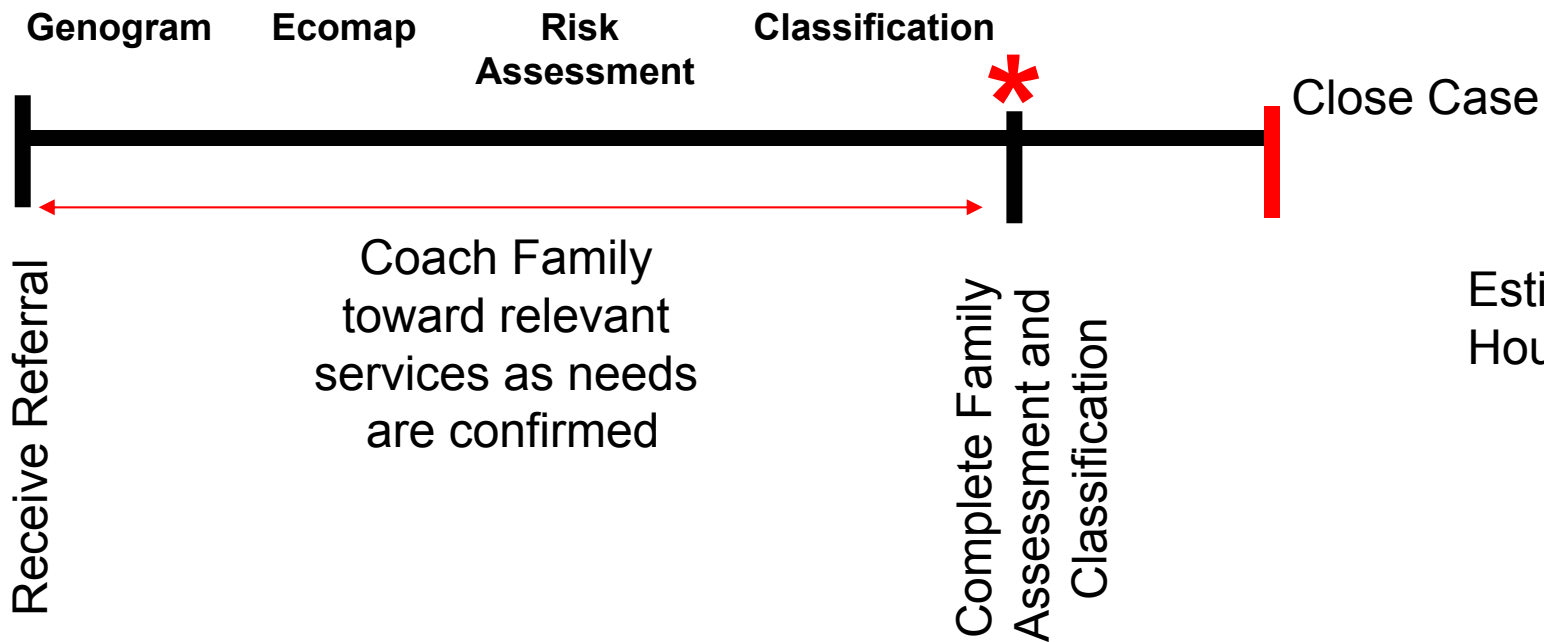 Genogram
Ecomap
Risk
Assessment
Classification
*
Close Case
Coach Family
toward relevant
services as needs
are confirmed
Receive Referral
Complete Family
Assessment and
Classification